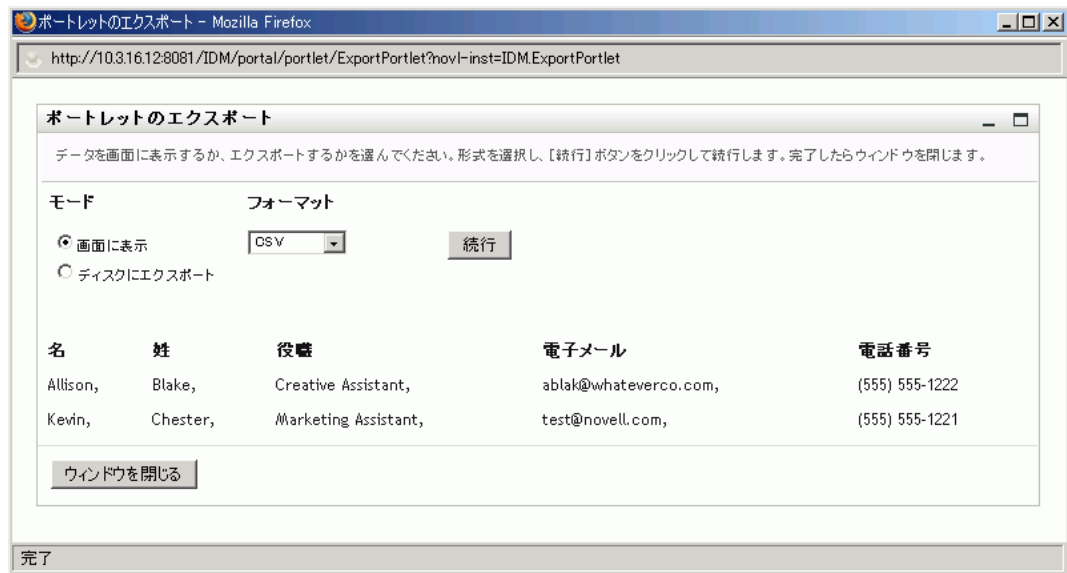 ポートレットのエクスポート - Mozilla Firefox
http://10.3.16.12:8081/IDM/portal/portlet/ExportPortlet?novl-inst=IDM.ExportPortlet
ポートレットのエクスポート
データを画面に表示するか、エクスポートするかを選んでください。形式を選択し、[続行]ボタンをクリックして続行します。完了したらウィンドウを閉じます。
モード フォーマット
画面に表示 CSV 続行
ディスクにエクスポート
名 姓 役職 電子メール 電話番号
Allison, Blake, Creative Assistant, ablak@whateverco.com, (555) 555-1222
Kevin, Chester, Marketing Assistant, test@novell.com, (555) 555-1221
ウィンドウを閉じる
完了